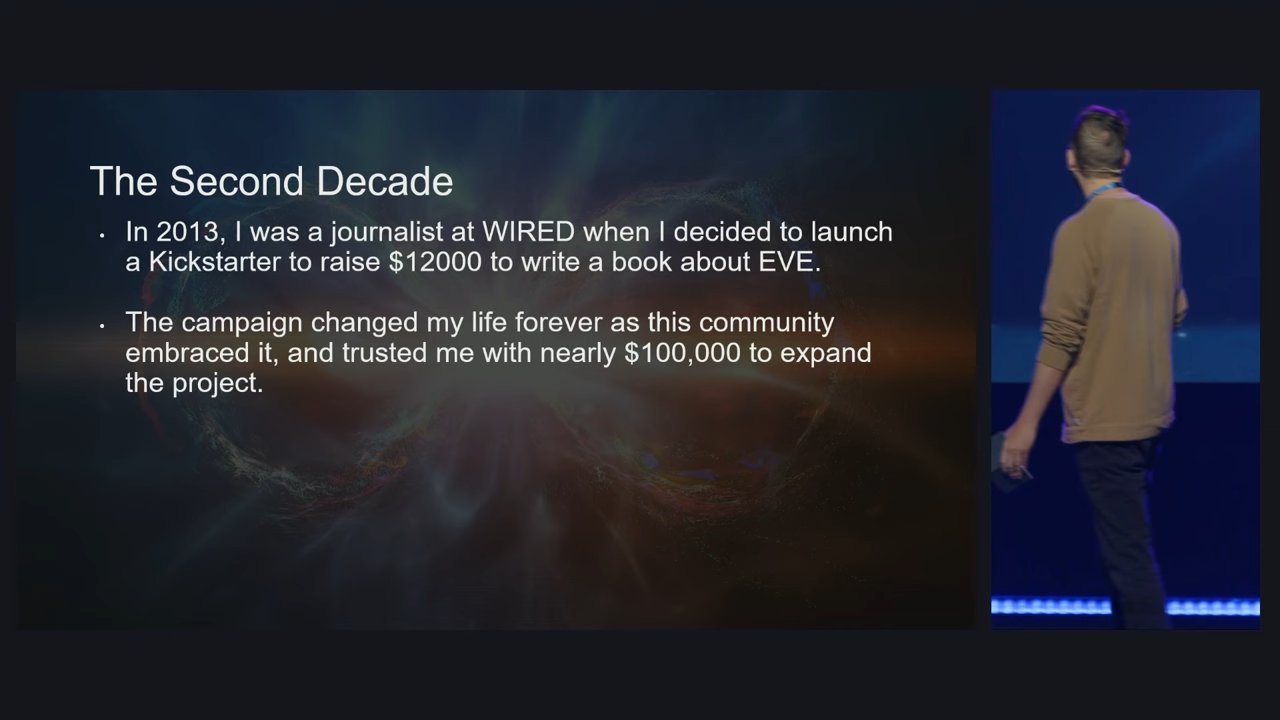 The Second Decade
• In 2013, I was a journalist at WIRED when I decided to launch
a Kickstarter to raise $12000 to write a book about EVE.
• The campaign changed my life forever as this community
embraced it, and trusted me with nearly $100,000 to expand
the project.